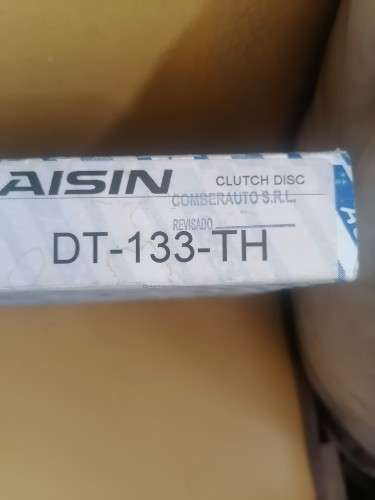 AISIN CLUTCH DISC
COMBERAUTO S.R.L.
REVISADO
DT-133-TH